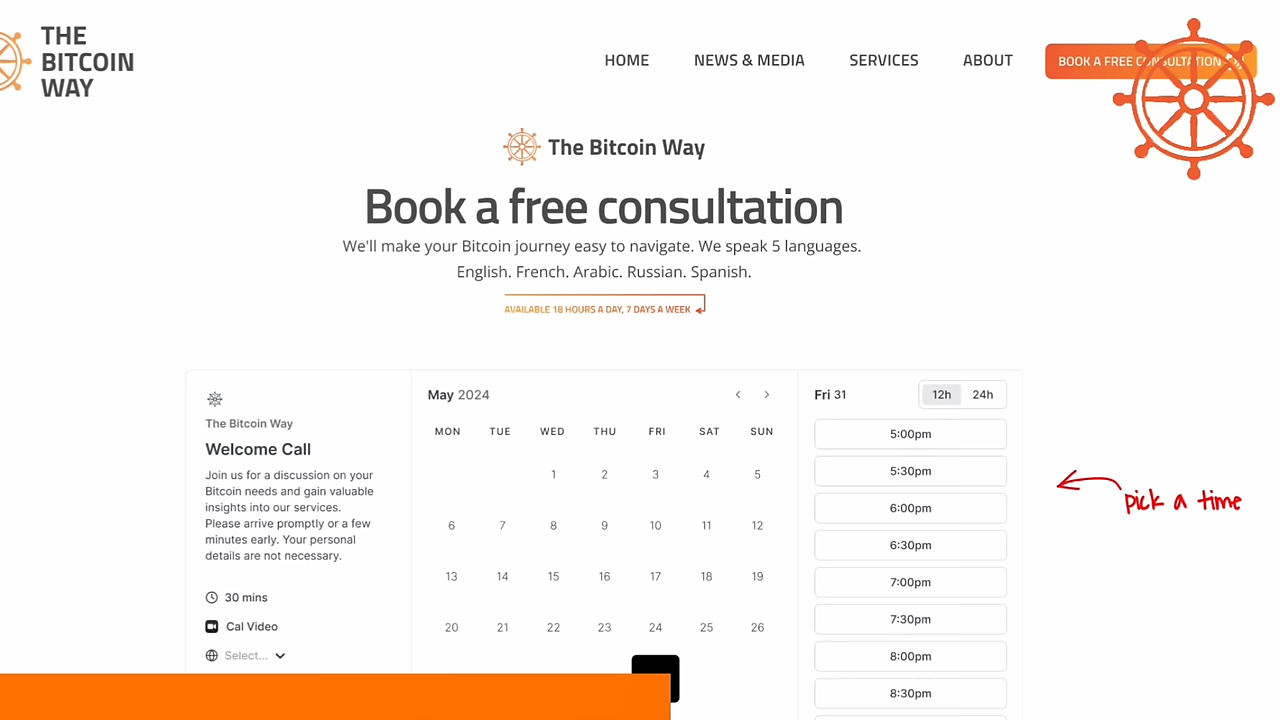 THE
BITCOIN
WAY
HOME NEWS & MEDIA SERVICES ABOUT BOOK A FREE CONSULTATION
The Bitcoin Way
Book a free consultation
We'll make your Bitcoin journey easy to navigate. We speak 5 languages.
English. French. Arabic. Russian. Spanish.
AVAILABLE 18 HOURS A DAY, 7 DAYS A WEEK
The Bitcoin Way
Welcome Call
Join us for a discussion on your
Bitcoin needs and gain valuable
insights into our services.
Please arrive promptly or a few
minutes early. Your personal
details are not necessary.
30 mins
Cal Video
Select...
May 2024
MON TUE WED THU FRI SAT SUN
1 2 3 4 5
6 7 8 9 10 11 12
13 14 15 16 17 18 19
20 21 22 23 24 25 26
Fri 31 12h 24h
5:00pm
5:30pm
6:00pm
6:30pm
7:00pm
7:30pm
8:00pm
8:30pm
pick a time